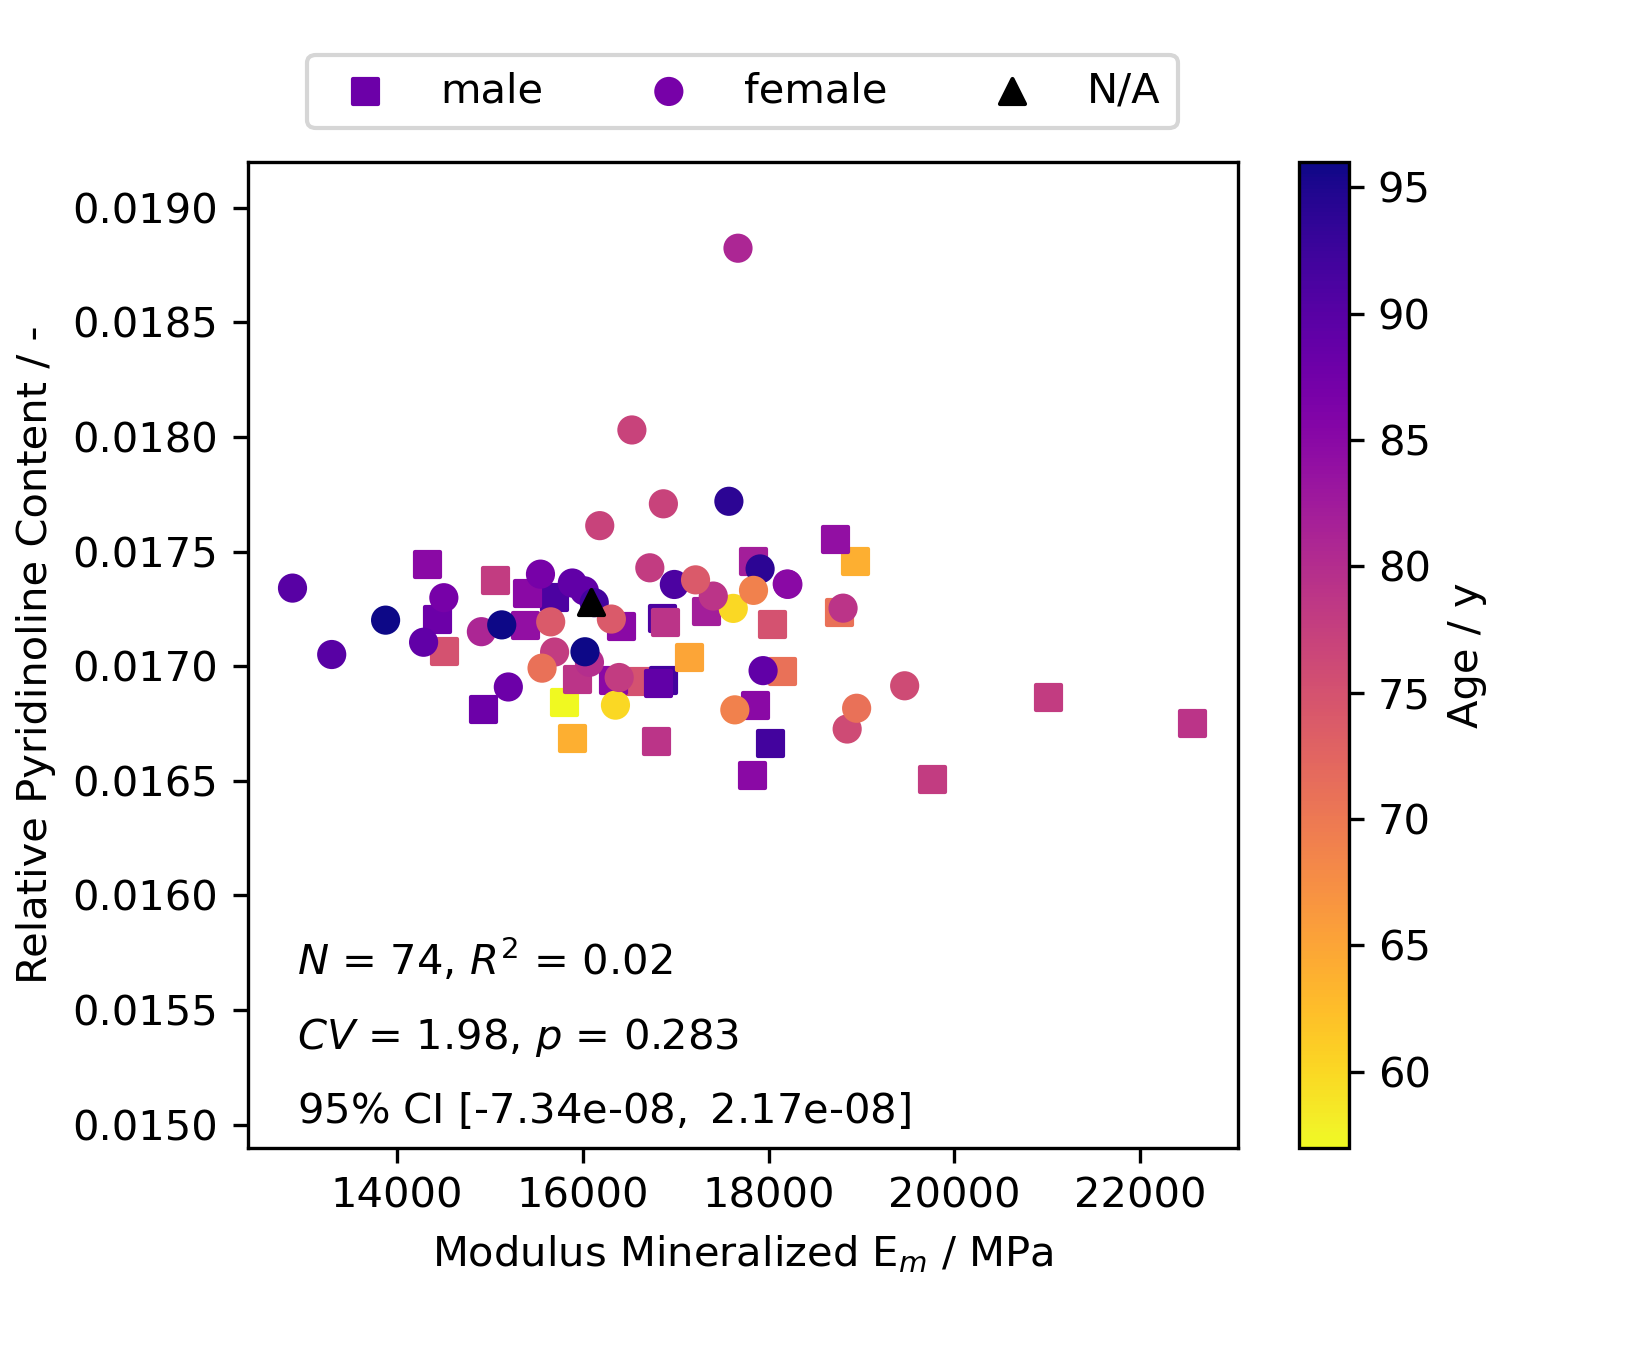 male female N/A
0.0190
0.0185
0.0180
0.0175
0.0170
0.0165
0.0160
0.0155
0.0150
Relative Pyridinoline Content / -
N = 74, R² = 0.02
CV = 1.98, p = 0.283
95% CI [-7.34e-08, 2.17e-08]
14000 16000 18000 20000 22000
Modulus Mineralized Eₘ / MPa
95
90
85
80
75
70
65
60
Age / y